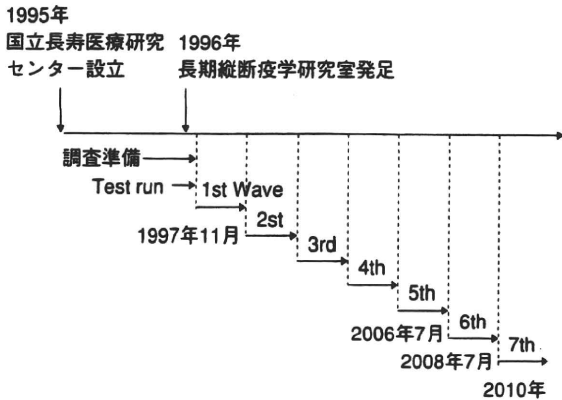 1995年
国立長寿医療研究
センター設立
1996年
長期縦断疫学研究室発足
調査準備
Test run
1st Wave
1997年11月
2st
3rd
4th
5th
2006年7月
6th
2008年7月
7th
2010年